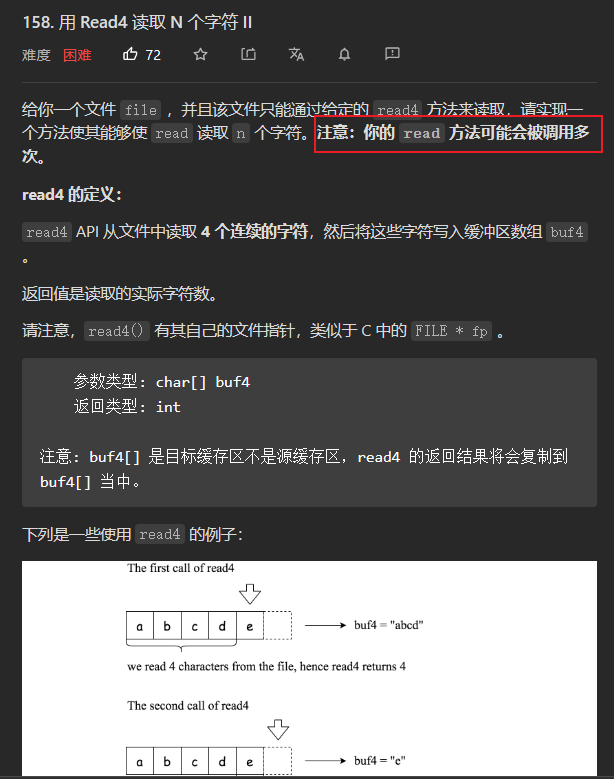 158. 用 Read4 读取 N 个字符 II
难度 困难 72
给你一个文件 file ，并且该文件只能通过给定的 read4 方法来读取，请实现一
个方法使其能够使 read 读取 n 个字符。注意：你的 read 方法可能会被调用多
次。
read4 的定义：
read4 API 从文件中读取 4 个连续的字符，然后将这些字符写入缓冲区数组 buf4
。
返回值是读取的实际字符数。
请注意，read4() 有其自己的文件指针，类似于 C 中的 FILE * fp 。
参数类型: char[] buf4
返回类型: int
注意: buf4[] 是目标缓存区不是源缓存区，read4 的返回结果将会复制到
buf4[] 当中。
下列是一些使用 read4 的例子：
The first call of read4
a b c d e buf4 = "abcd"
we read 4 characters from the file, hence read4 returns 4
The second call of read4
a b c d e buf4 = "e"